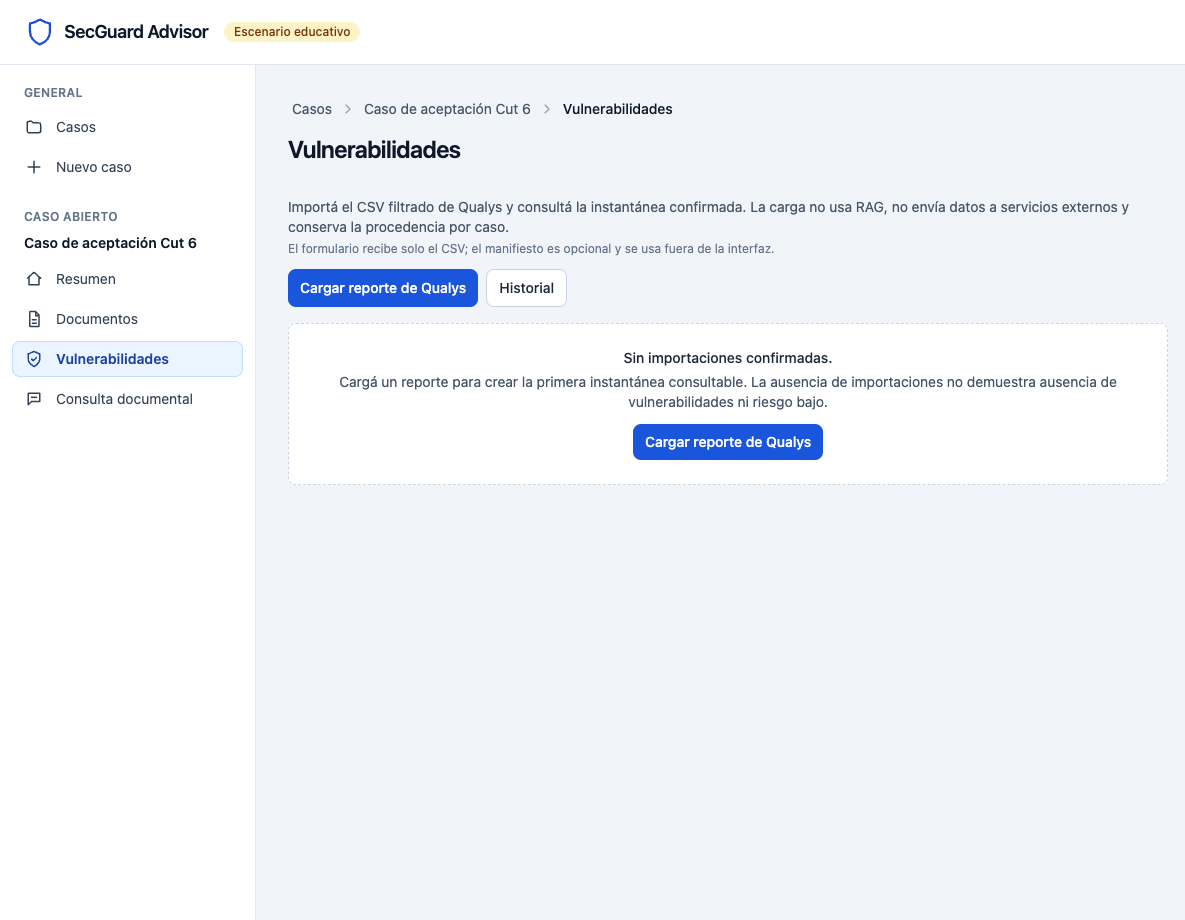 SecGuard Advisor
Escenario educativo
GENERAL
Casos
Nuevo caso
CASO ABIERTO
Caso de aceptación Cut 6
Resumen
Documentos
Vulnerabilidades
Consulta documental
Casos > Caso de aceptación Cut 6 > Vulnerabilidades
Vulnerabilidades
Importá el CSV filtrado de Qualys y consultá la instantánea confirmada. La carga no usa RAG, no envía datos a servicios externos y
conserva la procedencia por caso.
El formulario recibe solo el CSV; el manifiesto es opcional y se usa fuera de la interfaz.
Cargar reporte de Qualys
Historial
Sin importaciones confirmadas.
Cargá un reporte para crear la primera instantánea consultable. La ausencia de importaciones no demuestra ausencia de
vulnerabilidades ni riesgo bajo.
Cargar reporte de Qualys